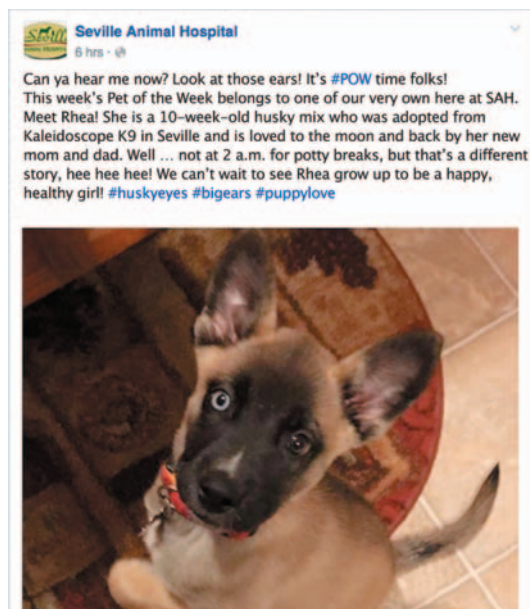 Sevill
Seville Animal Hospital
6 hrs ·
Can ya hear me now? Look at those ears! It's #POW time folks!
This week's Pet of the Week belongs to one of our very own here at SAH.
Meet Rhea! She is a 10-week-old husky mix who was adopted from
Kaleidoscope K9 in Seville and is loved to the moon and back by her new
mom and dad. Well ... not at 2 a.m. for potty breaks, but that's a different
story, hee hee hee! We can't wait to see Rhea grow up to be a happy,
healthy girl! #huskyeyes #bigears #puppylove